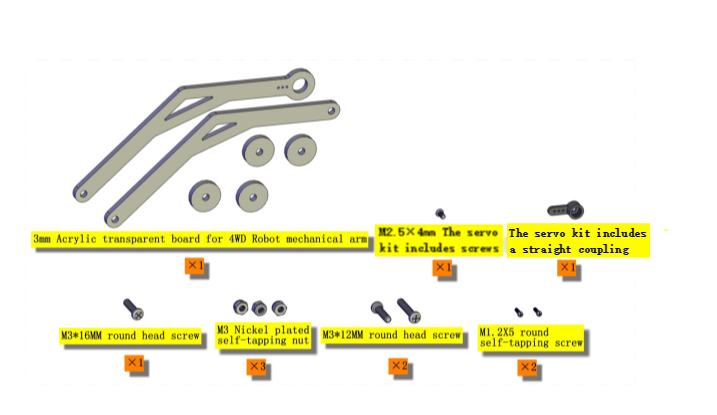 3mm Acrylic transparent board for 4WD Robot mechanical arm
×1
M2.5×4mm The servo
kit includes screws
×1
The servo kit includes
a straight coupling
×1
M3*16MM round head screw
×1
M3 Nickel plated
self-tapping nut
×3
M3*12MM round head screw
×2
M1.2X5 round
self-tapping screw
×2